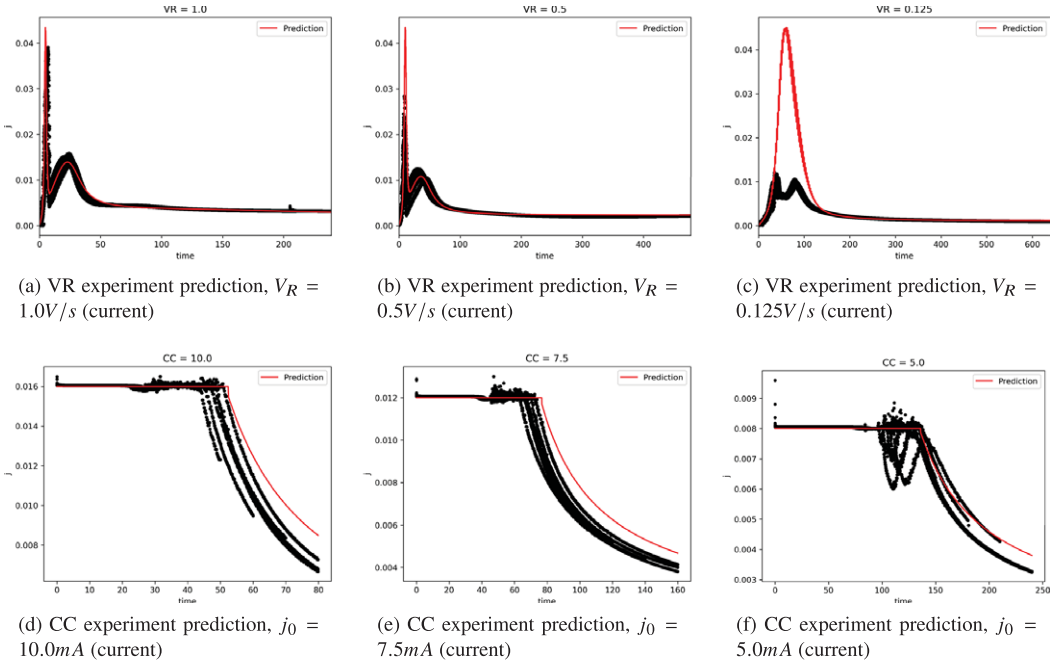 VR = 1.0
Prediction
0.04
0.03
0.02
0.01
0.00
j
0
50
100
150
200
time
VR = 0.5
Prediction
0.04
0.03
0.02
0.01
0.00
j
0
100
200
300
400
time
VR = 0.125
Prediction
0.04
0.03
0.02
0.01
0.00
j
0
100
200
300
400
500
600
time
(a) VR experiment prediction, V_R =
1.0V/s (current)
(b) VR experiment prediction, V_R =
0.5V/s (current)
(c) VR experiment prediction, V_R =
0.125V/s (current)
CC = 10.0
Prediction
0.016
0.014
0.012
0.010
0.008
j
0
10
20
30
40
50
60
70
80
time
CC = 7.5
Prediction
0.012
0.010
0.008
0.006
0.004
j
0
20
40
60
80
100
120
140
160
time
CC = 5.0
Prediction
0.009
0.008
0.007
0.006
0.005
0.004
0.003
j
0
50
100
150
200
250
time
(d) CC experiment prediction, j_0 =
10.0mA (current)
(e) CC experiment prediction, j_0 =
7.5mA (current)
(f) CC experiment prediction, j_0 =
5.0mA (current)